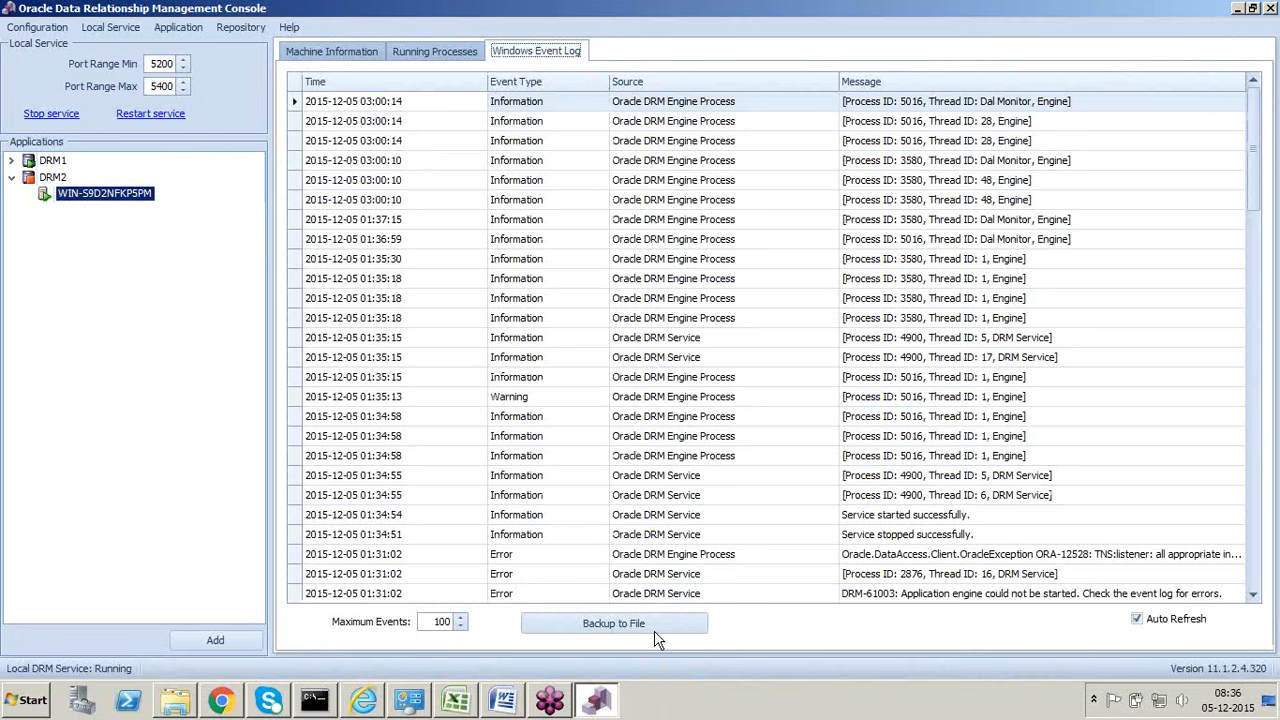 Oracle Data Relationship Management Console
Configuration Local Service Application Repository Help
Local Service
Port Range Min 5200
Port Range Max 5400
Stop service Restart service
Applications
DRM1
DRM2
WIN-S9D2NFKP5PM
Add
Machine Information Running Processes Windows Event Log
Time Event Type Source Message
2015-12-05 03:00:14 Information Oracle DRM Engine Process [Process ID: 5016, Thread ID: Dal Monitor, Engine]
2015-12-05 03:00:14 Information Oracle DRM Engine Process [Process ID: 5016, Thread ID: 28, Engine]
2015-12-05 03:00:14 Information Oracle DRM Engine Process [Process ID: 5016, Thread ID: 28, Engine]
2015-12-05 03:00:10 Information Oracle DRM Engine Process [Process ID: 3580, Thread ID: Dal Monitor, Engine]
2015-12-05 03:00:10 Information Oracle DRM Engine Process [Process ID: 3580, Thread ID: 48, Engine]
2015-12-05 03:00:10 Information Oracle DRM Engine Process [Process ID: 3580, Thread ID: 48, Engine]
2015-12-05 01:37:15 Information Oracle DRM Engine Process [Process ID: 3580, Thread ID: Dal Monitor, Engine]
2015-12-05 01:36:59 Information Oracle DRM Engine Process [Process ID: 5016, Thread ID: Dal Monitor, Engine]
2015-12-05 01:35:30 Information Oracle DRM Engine Process [Process ID: 3580, Thread ID: 1, Engine]
2015-12-05 01:35:18 Information Oracle DRM Engine Process [Process ID: 3580, Thread ID: 1, Engine]
2015-12-05 01:35:18 Information Oracle DRM Engine Process [Process ID: 3580, Thread ID: 1, Engine]
2015-12-05 01:35:18 Information Oracle DRM Engine Process [Process ID: 3580, Thread ID: 1, Engine]
2015-12-05 01:35:15 Information Oracle DRM Service [Process ID: 4900, Thread ID: 5, DRM Service]
2015-12-05 01:35:15 Information Oracle DRM Service [Process ID: 4900, Thread ID: 17, DRM Service]
2015-12-05 01:35:15 Information Oracle DRM Engine Process [Process ID: 5016, Thread ID: 1, Engine]
2015-12-05 01:35:13 Warning Oracle DRM Engine Process [Process ID: 5016, Thread ID: 1, Engine]
2015-12-05 01:34:58 Information Oracle DRM Engine Process [Process ID: 5016, Thread ID: 1, Engine]
2015-12-05 01:34:58 Information Oracle DRM Engine Process [Process ID: 5016, Thread ID: 1, Engine]
2015-12-05 01:34:58 Information Oracle DRM Engine Process [Process ID: 5016, Thread ID: 1, Engine]
2015-12-05 01:34:55 Information Oracle DRM Service [Process ID: 4900, Thread ID: 5, DRM Service]
2015-12-05 01:34:55 Information Oracle DRM Service [Process ID: 4900, Thread ID: 6, DRM Service]
2015-12-05 01:34:54 Information Oracle DRM Service Service started successfully.
2015-12-05 01:34:51 Information Oracle DRM Service Service stopped successfully.
2015-12-05 01:31:02 Error Oracle DRM Engine Process Oracle.DataAccess.Client.OracleException ORA-12528: TNS:listener: all appropriate in...
2015-12-05 01:31:02 Error Oracle DRM Service [Process ID: 2876, Thread ID: 16, DRM Service]
2015-12-05 01:31:02 Error Oracle DRM Service DRM-61003: Application engine could not be started. Check the event log for errors.
Maximum Events: 100 Backup to File Auto Refresh
Local DRM Service: Running Version 11.1.2.4.320
Start 08:36
05-12-2015